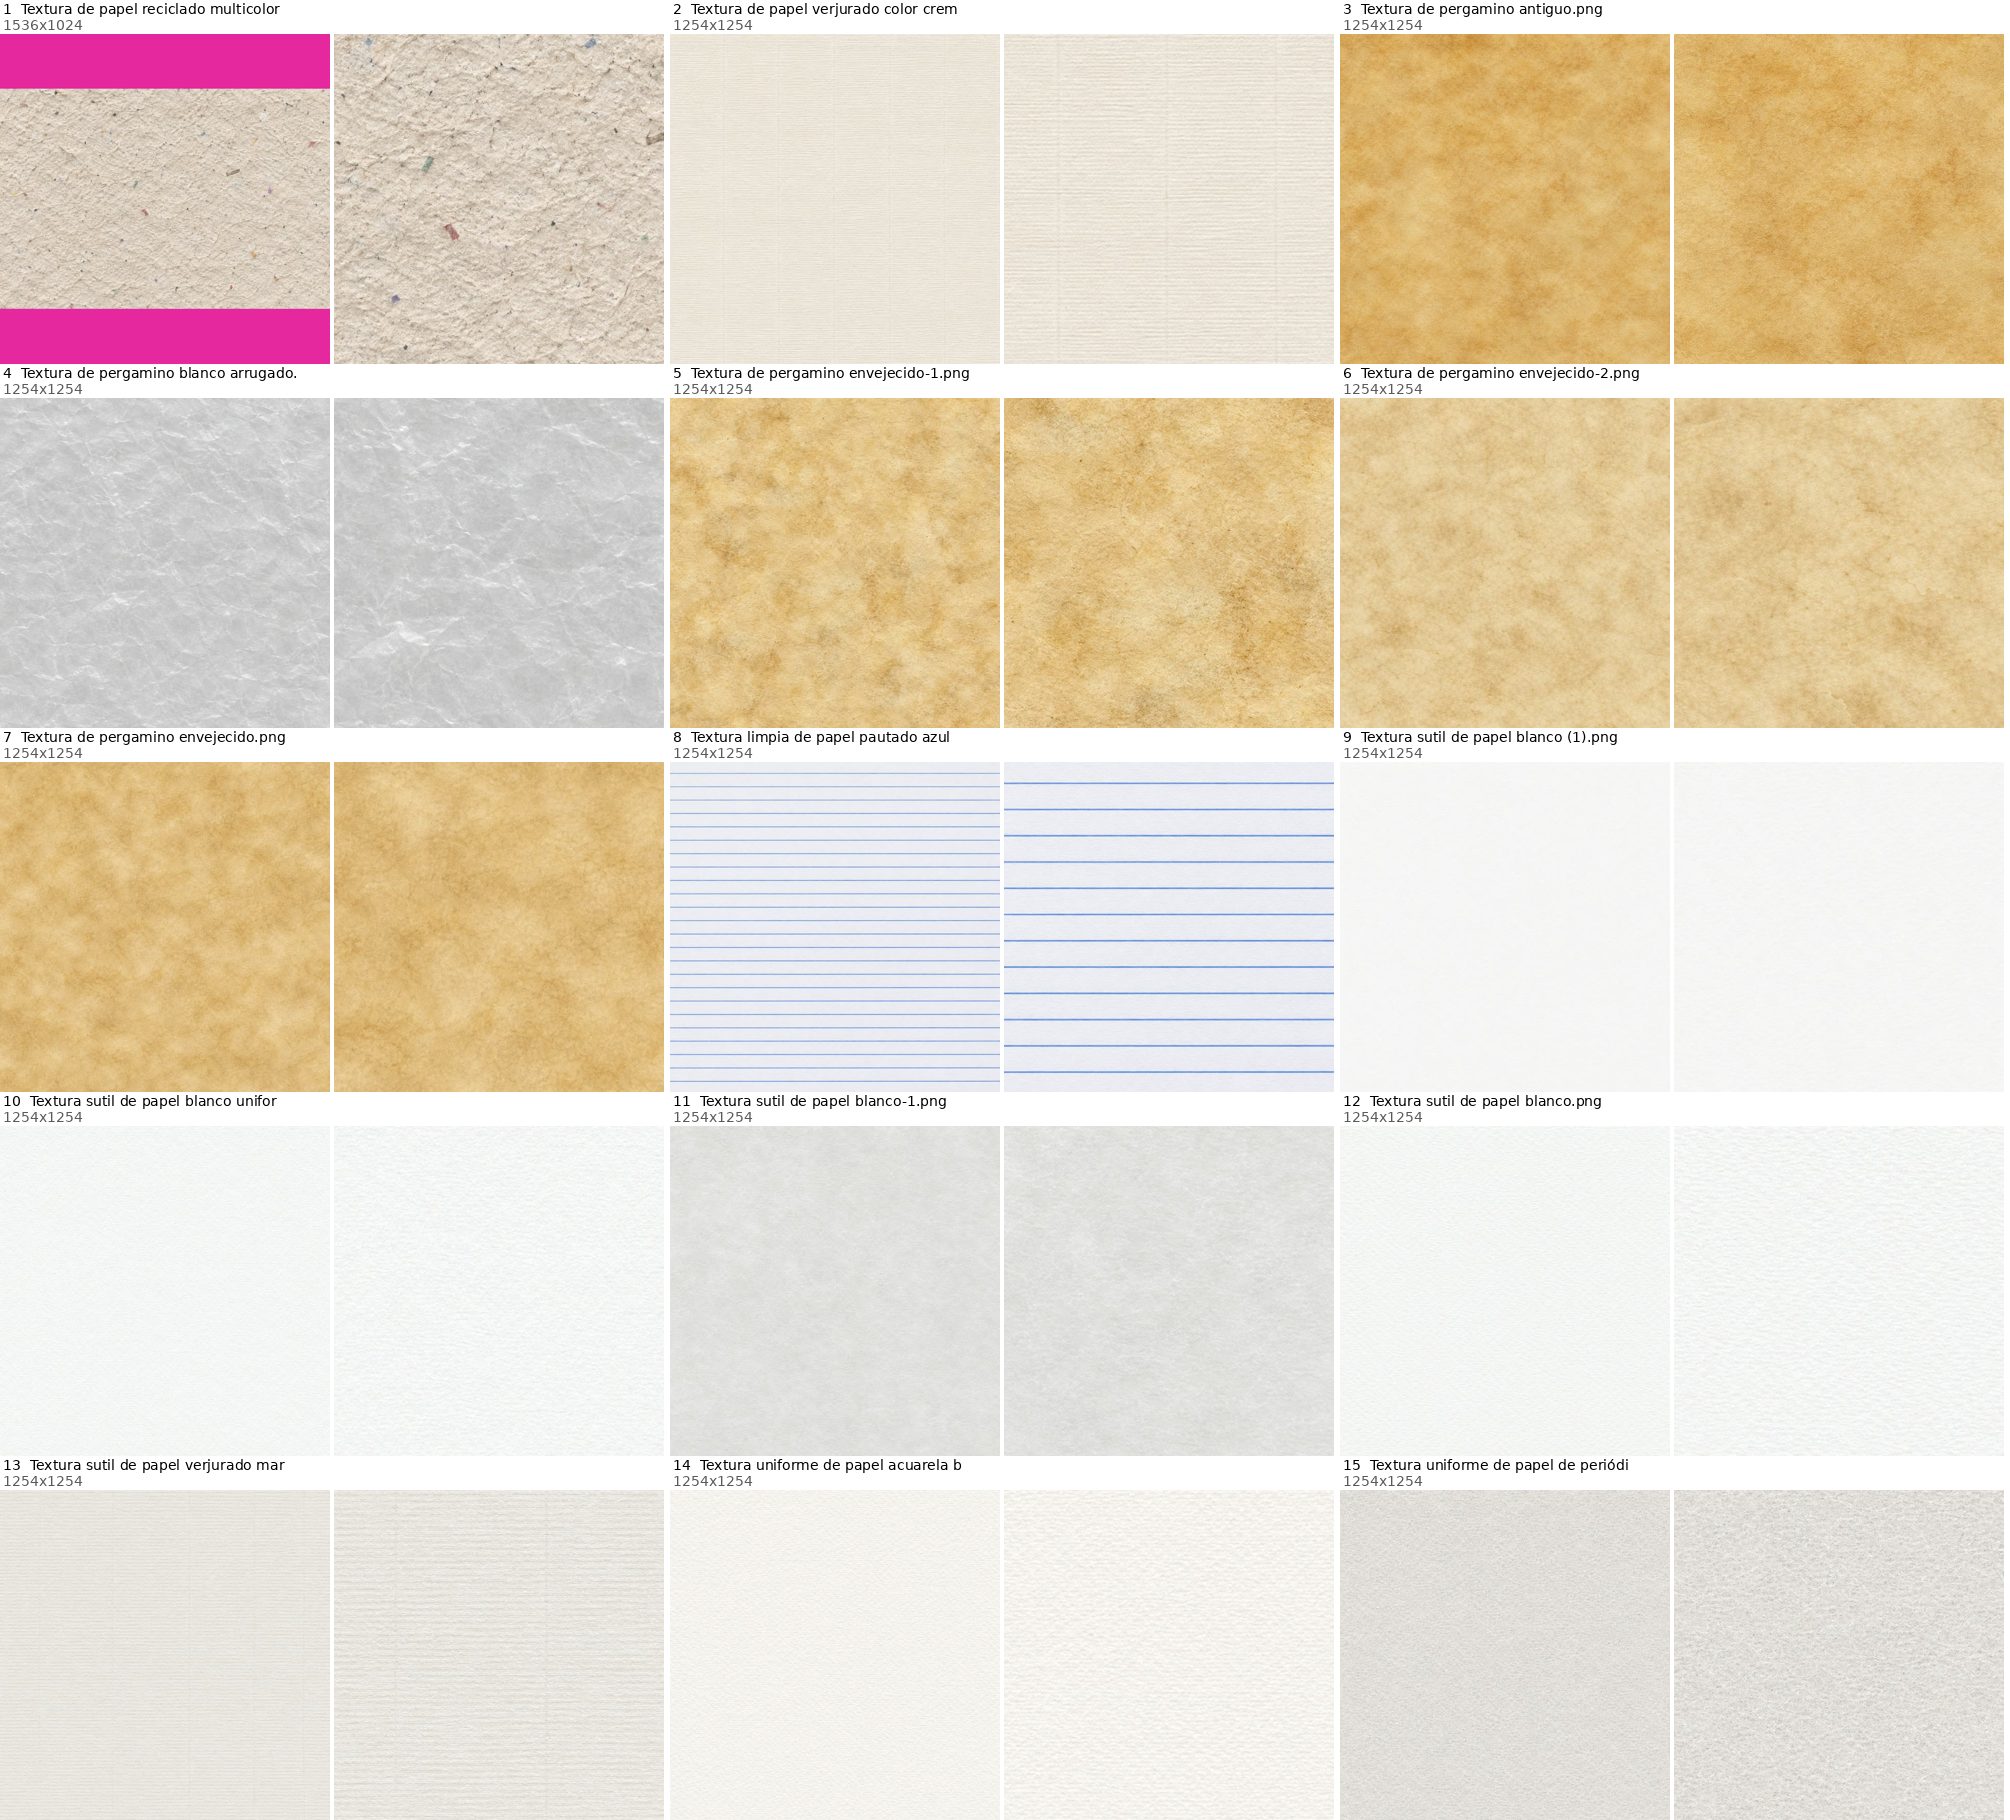 1 Textura de papel reciclado multicolor
1536x1024
2 Textura de papel verjurado color crem
1254x1254
3 Textura de pergamino antiguo.png
1254x1254
4 Textura de pergamino blanco arrugado.
1254x1254
5 Textura de pergamino envejecido-1.png
1254x1254
6 Textura de pergamino envejecido-2.png
1254x1254
7 Textura de pergamino envejecido.png
1254x1254
8 Textura limpia de papel pautado azul
1254x1254
9 Textura sutil de papel blanco (1).png
1254x1254
10 Textura sutil de papel blanco unifor
1254x1254
11 Textura sutil de papel blanco-1.png
1254x1254
12 Textura sutil de papel blanco.png
1254x1254
13 Textura sutil de papel verjurado mar
1254x1254
14 Textura uniforme de papel acuarela b
1254x1254
15 Textura uniforme de papel de periódi
1254x1254